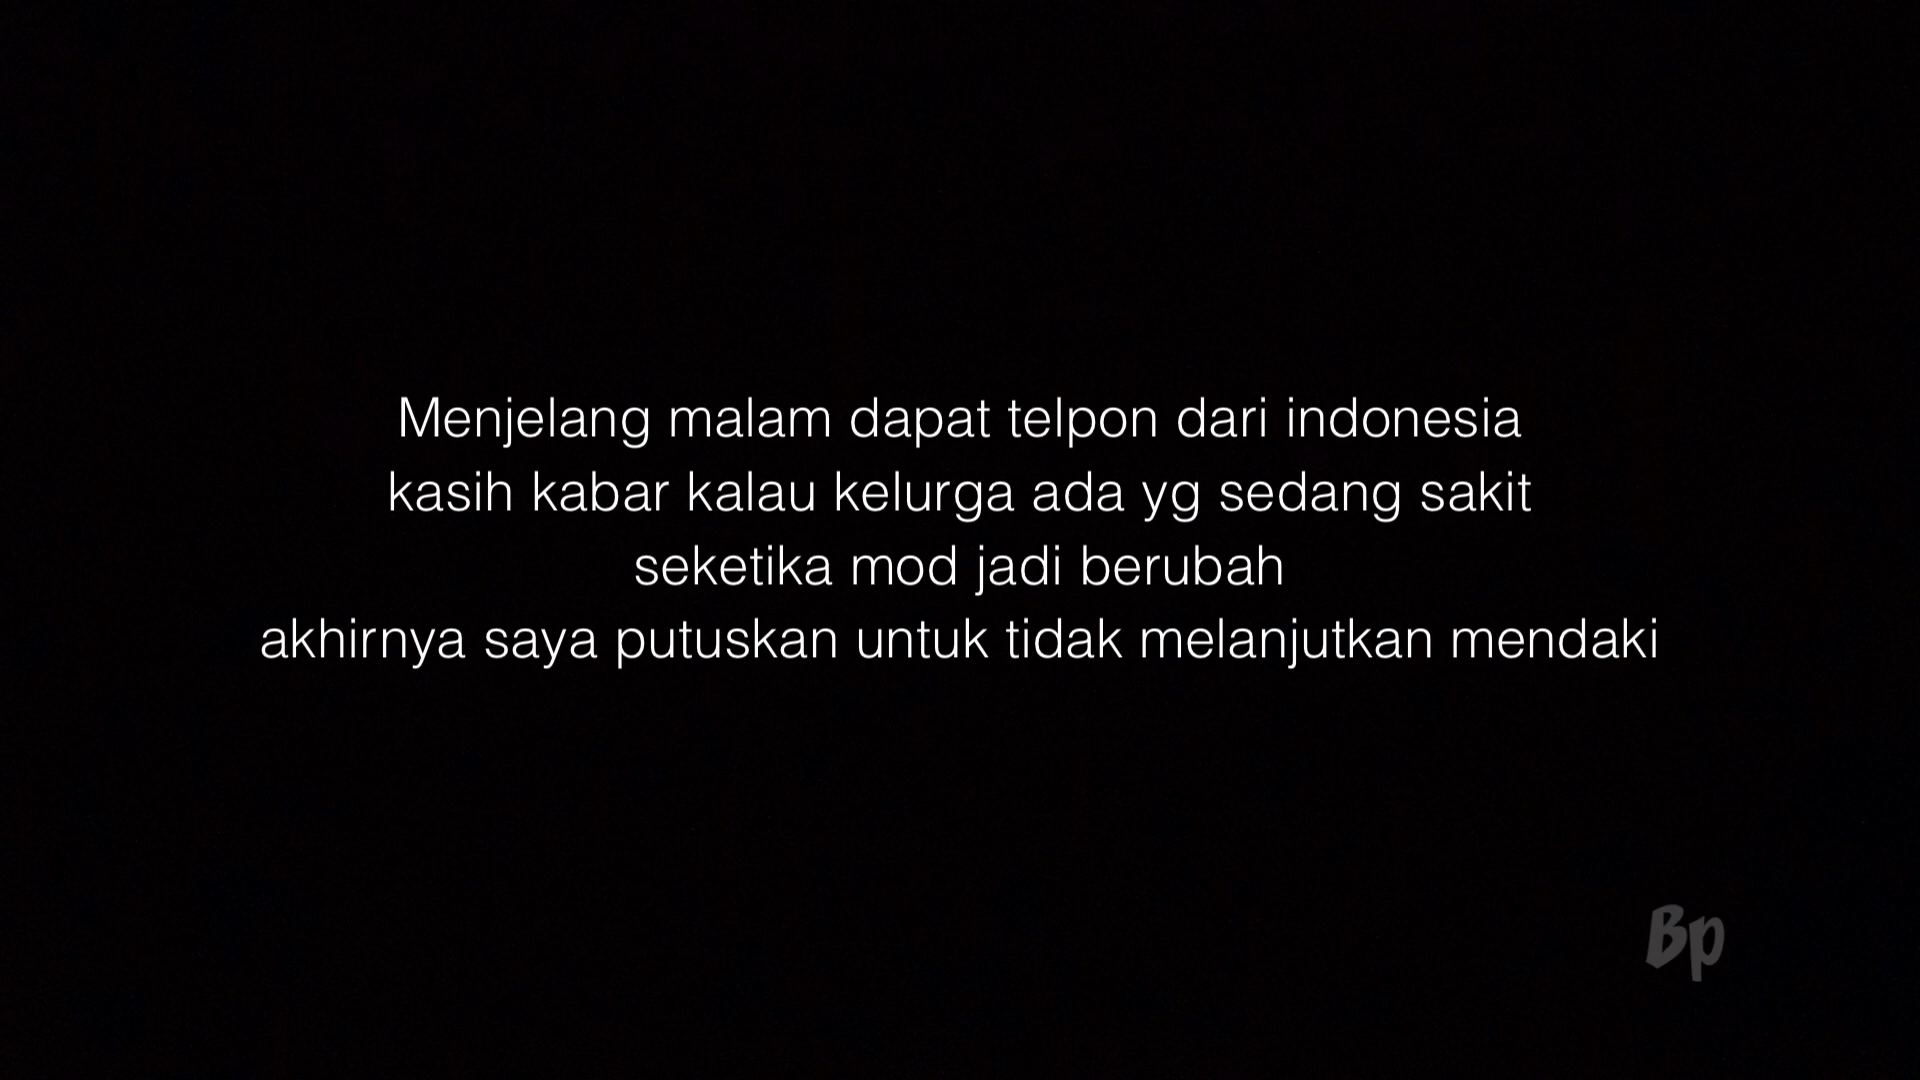 Menjelang malam dapat telpon dari indonesia
kasih kabar kalau kelurga ada yg sedang sakit
seketika mod jadi berubah
akhirnya saya putuskan untuk tidak melanjutkan mendaki
Bp